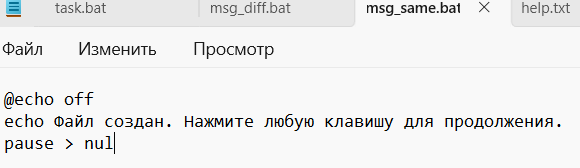 task.bat msg_diff.bat msg_same.bat help.txt
Файл Изменить Просмотр
@echo off
echo Файл создан. Нажмите любую клавишу для продолжения.
pause > nul